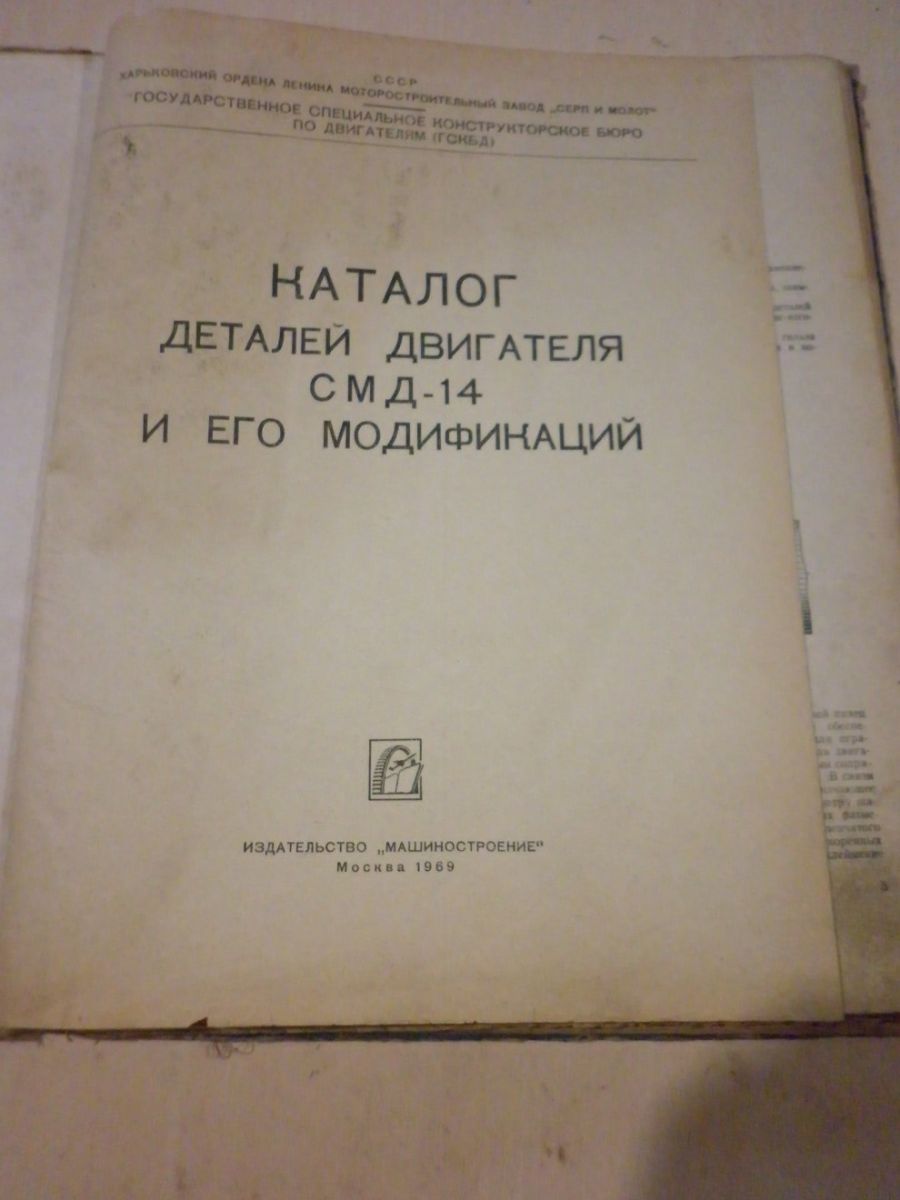 СССР
ХАРЬКОВСКИЙ ОРДЕНА ЛЕНИНА МОТОРОСТРОИТЕЛЬНЫЙ ЗАВОД „СЕРП И МОЛОТ“
ГОСУДАРСТВЕННОЕ СПЕЦИАЛЬНОЕ КОНСТРУКТОРСКОЕ БЮРО
ПО ДВИГАТЕЛЯМ (ГСКБД)
КАТАЛОГ
ДЕТАЛЕЙ ДВИГАТЕЛЯ
СМД-14
И ЕГО МОДИФИКАЦИЙ
ИЗДАТЕЛЬСТВО „МАШИНОСТРОЕНИЕ“
Москва 1969